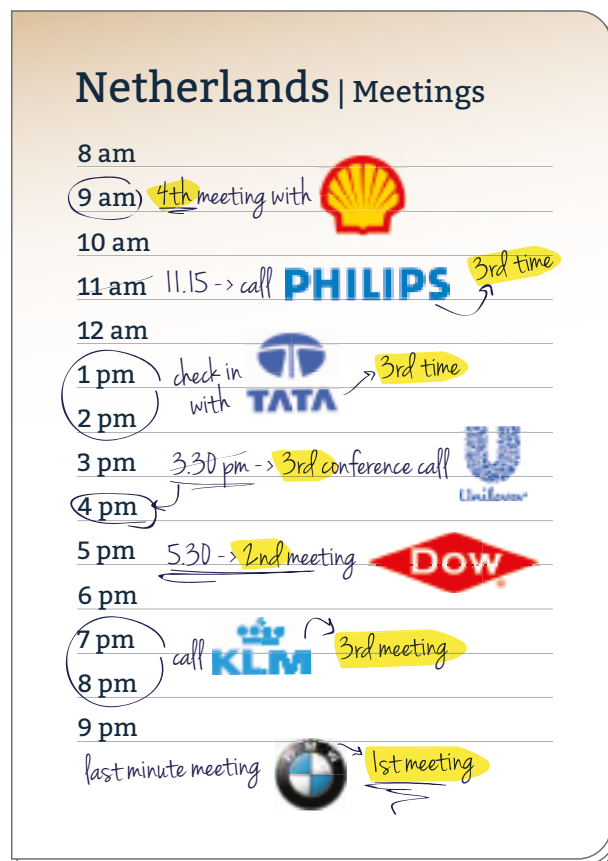 Netherlands | Meetings
8 am
9 am 4th meeting with
10 am
11 am 11.15 -> call PHILIPS 3rd time
12 am
1 pm check in
with TATA 3rd time
2 pm
3 pm 3.30 pm -> 3rd conference call Unilever
4 pm
5 pm 5.30 -> 2nd meeting Dow
6 pm
7 pm call KLM 3rd meeting
8 pm
9 pm
last minute meeting BMW 1st meeting